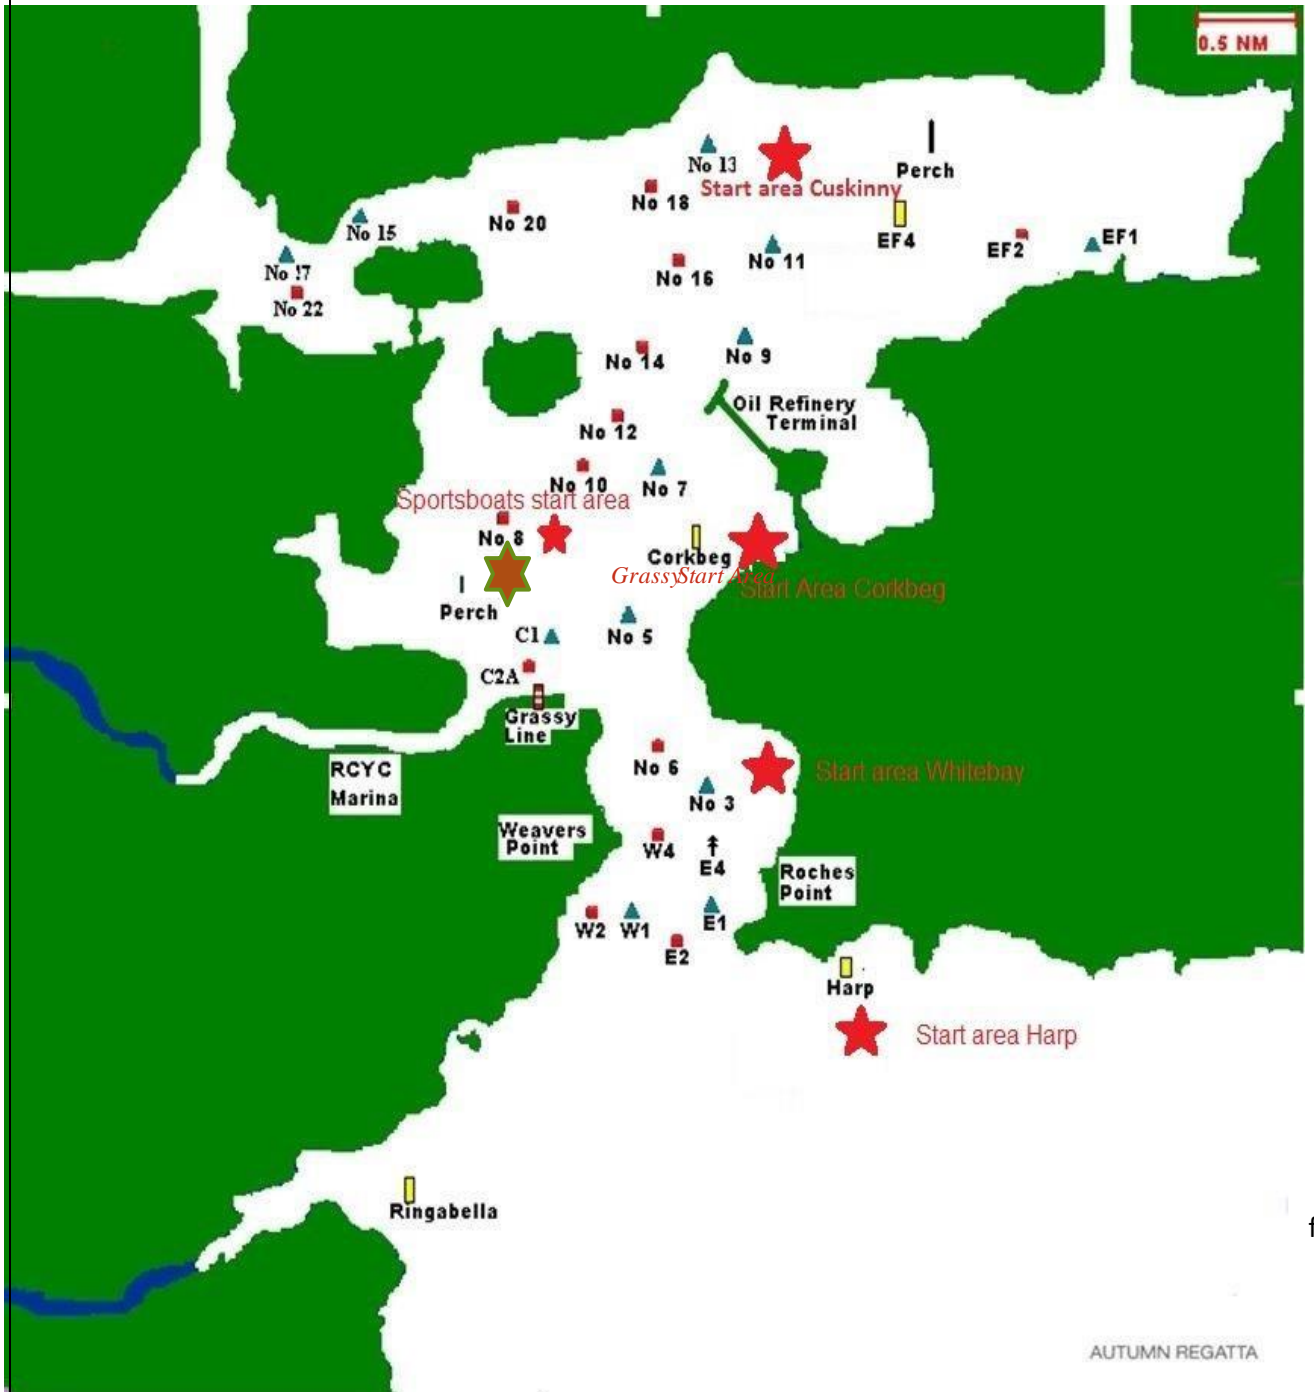 0.5 NM
No 13
Perch
Start area Cuskinny
No 18
No 20
No 15
EF4
EF2
EF1
No 11
No !7
No 16
No 22
No 9
No 14
Oil Refinery
Terminal
No 12
No 10
No 7
Sportsboats start area
No 8
Corkbeg
Grassy Start Area
Start Area Corkbeg
Perch
C1
No 5
C2A
Grassy
Line
No 6
RCYC
Marina
Start area Whitebay
No 3
Weavers
Point
W4
E4
Roches
Point
W2
W1
E1
E2
Harp
Start area Harp
Ringabella
f
AUTUMN REGATTA